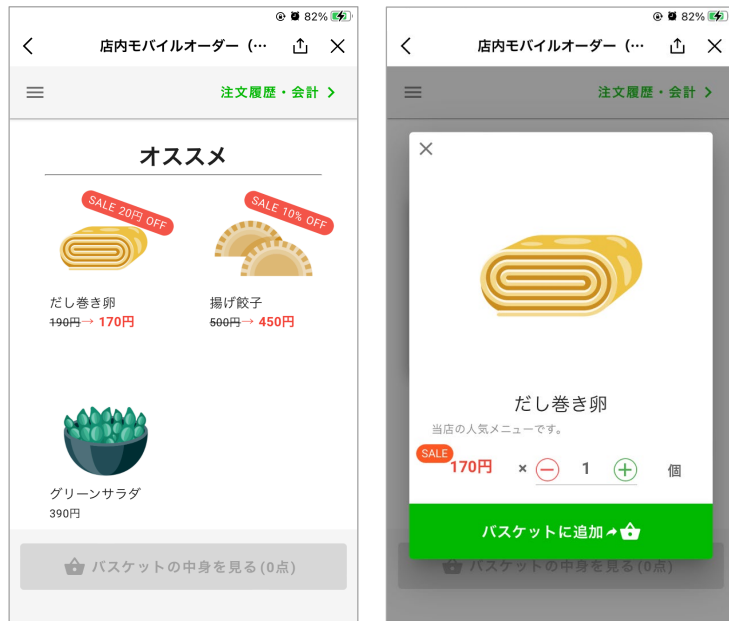 82%
店内モバイルオーダー（…
注文履歴・会計
オススメ
SALE 20円 OFF
SALE 10% OFF
だし巻き卵
揚げ餃子
190円→ 170円
500円→ 450円
グリーンサラダ
390円
バスケットの中身を見る(0点)
82%
店内モバイルオーダー（…
注文履歴・会計
だし巻き卵
当店の人気メニューです。
SALE
170円 × 1 個
バスケットに追加
バスケットの中身を見る(0点)